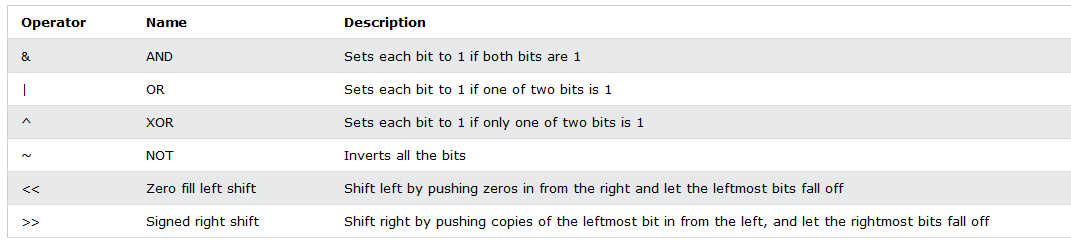 Operator Name Description
& AND Sets each bit to 1 if both bits are 1
| OR Sets each bit to 1 if one of two bits is 1
^ XOR Sets each bit to 1 if only one of two bits is 1
~ NOT Inverts all the bits
<< Zero fill left shift Shift left by pushing zeros in from the right and let the leftmost bits fall off
>> Signed right shift Shift right by pushing copies of the leftmost bit in from the left, and let the rightmost bits fall off